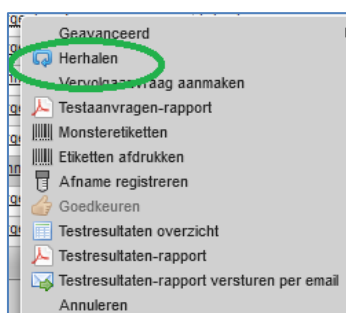 Geavanceerd
Herhalen
Vervolgaanvraag aanmaken
Testaanvragen-rapport
Monsteretiketten
Etiketten afdrukken
Afname registreren
Goedkeuren
Testresultaten overzicht
Testresultaten-rapport
Testresultaten-rapport versturen per email
Annuleren